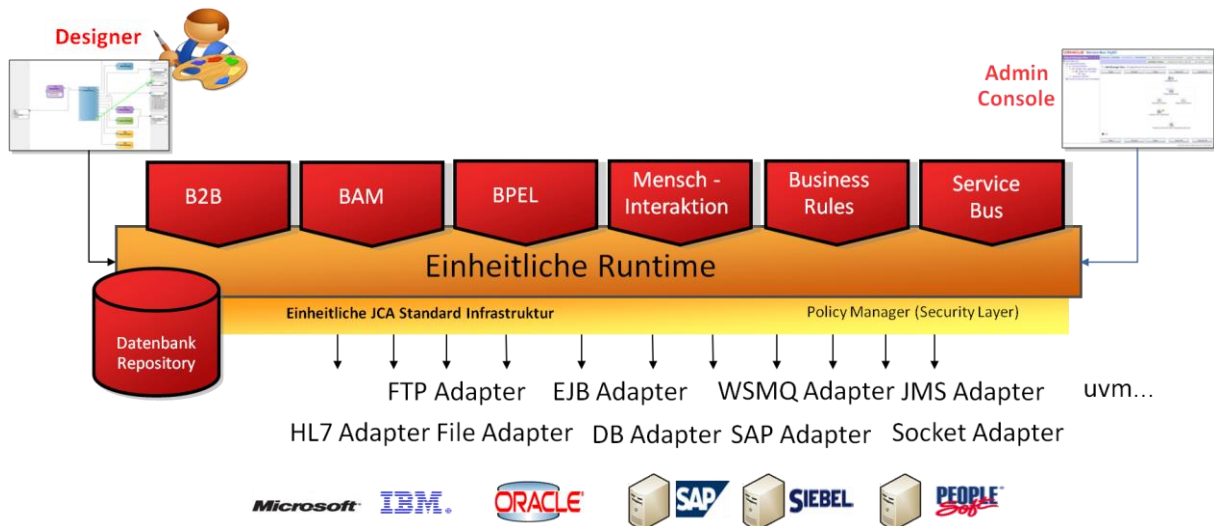 Designer
Admin
Console
B2B
BAM
BPEL
Mensch -
Interaktion
Business
Rules
Service
Bus
Einheitliche Runtime
Einheitliche JCA Standard Infrastruktur
Policy Manager (Security Layer)
Datenbank
Repository
FTP Adapter EJB Adapter WSMQ Adapter JMS Adapter uvm...
HL7 Adapter File Adapter DB Adapter SAP Adapter Socket Adapter
Microsoft IBM ORACLE SAP SIEBEL PEOPLE
Soft